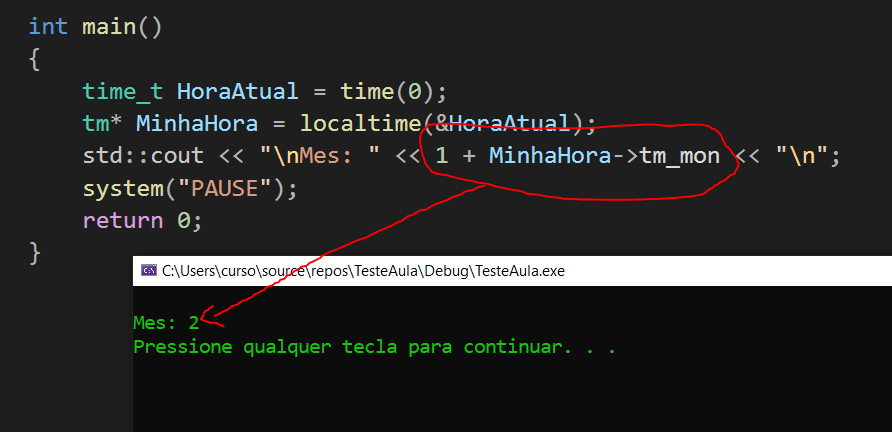 int main()
{
time_t HoraAtual = time(0);
tm* MinhaHora = localtime(&HoraAtual);
std::cout << "\nMes: " << 1 + MinhaHora->tm_mon << "\n";
system("PAUSE");
return 0;
}
C:\Users\curso\source\repos\TesteAula\Debug\TesteAula.exe
Mes: 2
Pressione qualquer tecla para continuar. . .